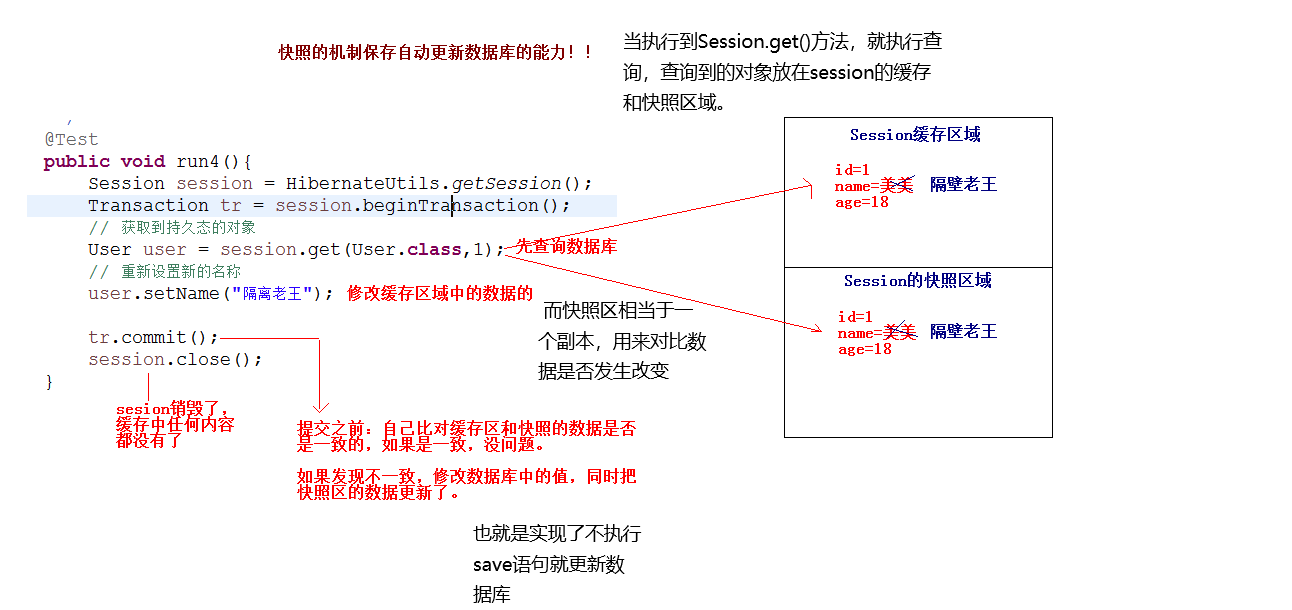 快照的机制保存自动更新数据库的能力！！
当执行到Session.get()方法，就执行查
询，查询到的对象放在session的缓存
和快照区域。
@Test
public void run4(){
Session session = HibernateUtils.getSession();
Transaction tr = session.beginTransaction();
// 获取到持久态的对象
User user = session.get(User.class,1);
先查询数据库
// 重新设置新的名称
user.setName("隔离老王"); 修改缓存区域中的数据的
tr.commit();
session.close();
}
sesion销毁了，
缓存中任何内容
都没有了
Session缓存区域
id=1
name=美美 隔壁老王
age=18
Session的快照区域
id=1
name=美美 隔壁老王
age=18
而快照区相当于一
个副本，用来对比数
据是否发生改变
提交之前：自己比对缓存区和快照的数据是否
是一致的，如果是一致，没问题。
如果发现不一致，修改数据库中的值，同时把
快照区的数据更新了。
也就是实现了不执行
save语句就更新数
据库